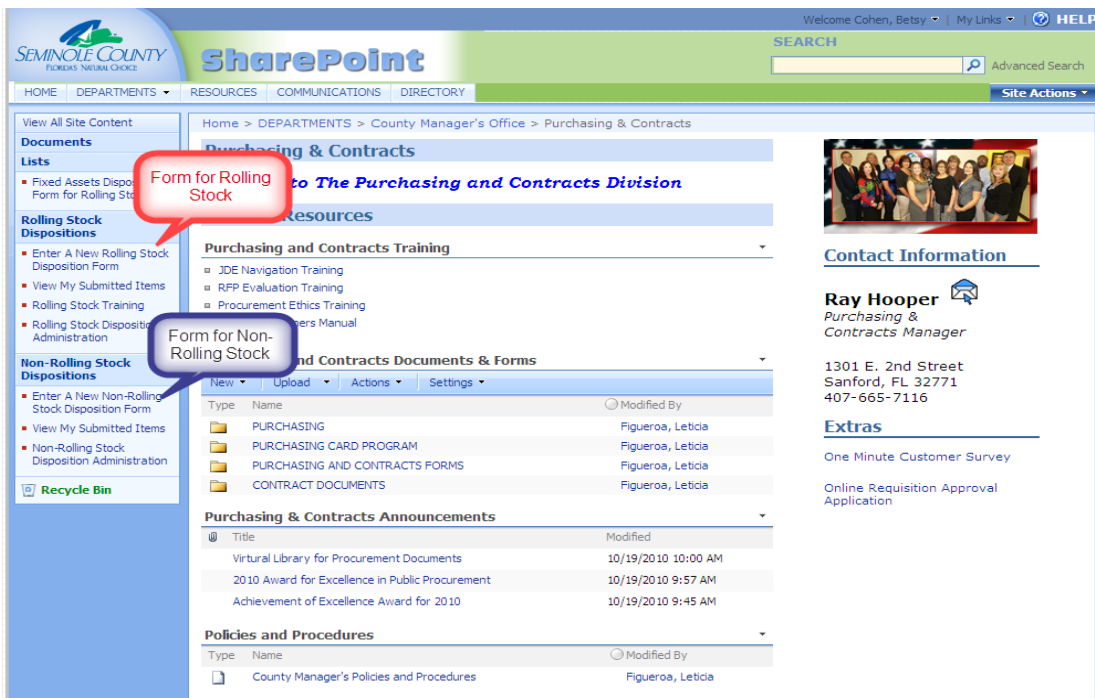 Welcome Cohen, Betsy | My Links | HELP
SEMINOLE COUNTY
FLORIDA'S NATURAL CHOICE
SharePoint
SEARCH
Advanced Search
HOME DEPARTMENTS RESOURCES COMMUNICATIONS DIRECTORY
Site Actions
View All Site Content
Documents
Lists
Fixed Assets
Form for Rolling
Rolling Stock
Dispositions
Enter A New Rolling Stock
Disposition Form
View My Submitted Items
Rolling Stock Training
Rolling Stock
Administration
Non-Rolling Stock
Dispositions
Enter A New Non-Rolling
Stock Disposition Form
View My Submitted Items
Non-Rolling Stock
Disposition Administration
Recycle Bin
Form for Rolling
Stock
Form for Non-
Rolling Stock
Home > DEPARTMENTS > County Manager's Office > Purchasing & Contracts
Purchasing & Contracts
to The Purchasing and Contracts Division
Resources
Purchasing and Contracts Training
JDE Navigation Training
RFP Evaluation Training
Procurement Ethics Training
Manual
and Contracts Documents & Forms
New Upload Actions Settings
Type Name Modified By
PURCHASING Figueroa, Leticia
PURCHASING CARD PROGRAM Figueroa, Leticia
PURCHASING AND CONTRACTS FORMS Figueroa, Leticia
CONTRACT DOCUMENTS Figueroa, Leticia
Purchasing & Contracts Announcements
Title Modified
Virtural Library for Procurement Documents 10/19/2010 10:00 AM
2010 Award for Excellence in Public Procurement 10/19/2010 9:57 AM
Achievement of Excellence Award for 2010 10/19/2010 9:45 AM
Policies and Procedures
Type Name Modified By
County Manager's Policies and Procedures Figueroa, Leticia
Contact Information
Ray Hooper
Purchasing &
Contracts Manager
1301 E. 2nd Street
Sanford, FL 32771
407-665-7116
Extras
One Minute Customer Survey
Online Requisition Approval
Application